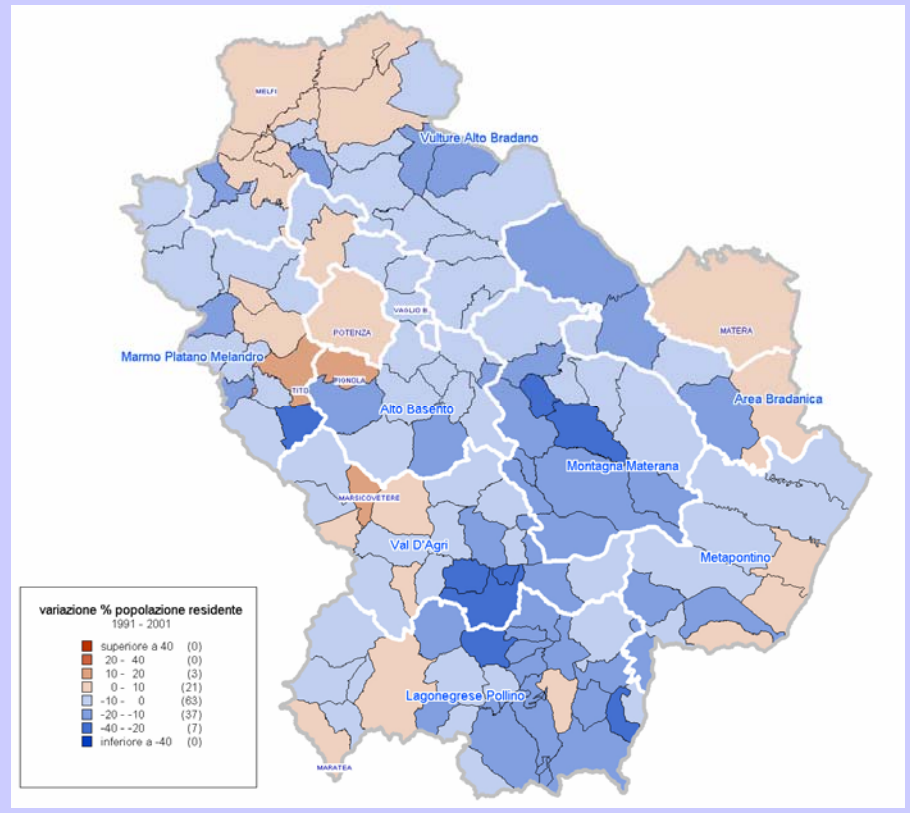 MELFI
Vulture Alto Bradano
VAGLIO B.
POTENZA
MATERA
Marmo Platano Melandro
PIGNOLA
TITO
Area Bradanica
Alto Basento
Montagna Materana
MARSICOVETERE
Val D'Agri
Metapontino
Lagonegrese Pollino
MARATEA
variazione % popolazione residente
1991 - 2001
superiore a 40 (0)
20 - 40 (0)
10 - 20 (3)
0 - 10 (21)
-10 - 0 (63)
-20 - -10 (37)
-40 - -20 (7)
inferiore a -40 (0)